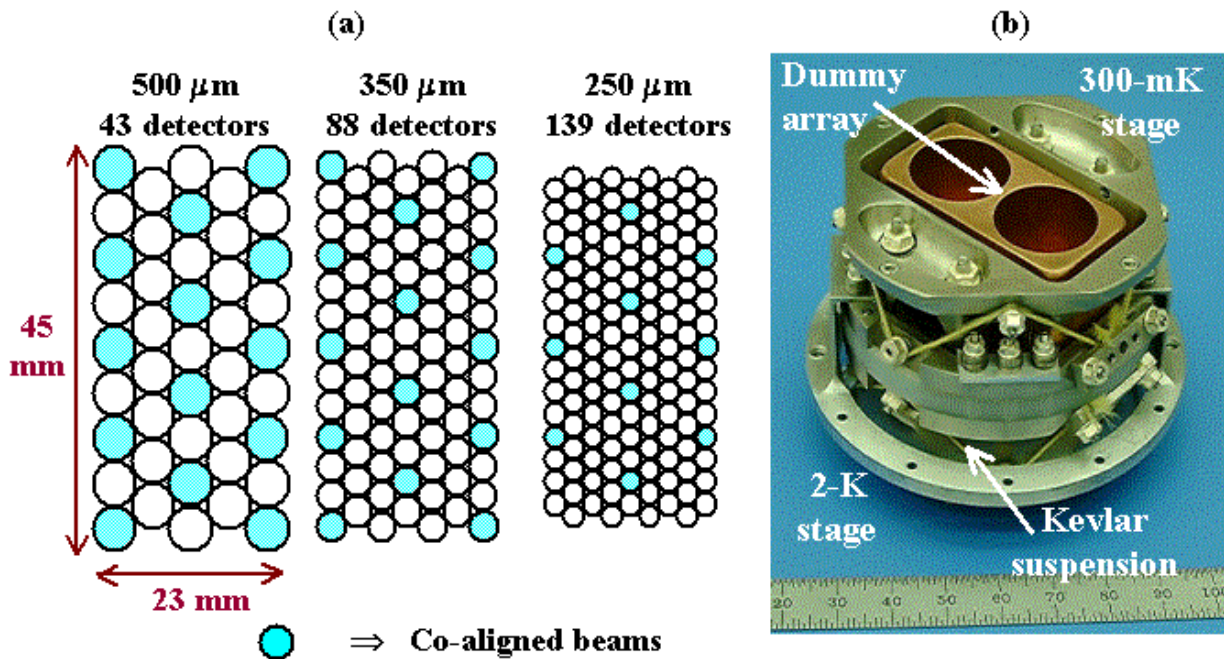 (a)
500 µm
43 detectors
350 µm
88 detectors
250 µm
139 detectors
45
mm
23 mm
⇒ Co-aligned beams
(b)
Dummy
array
300-mK
stage
2-K
stage
Kevlar
suspension
20 30 40 50 60 70 80 90 100